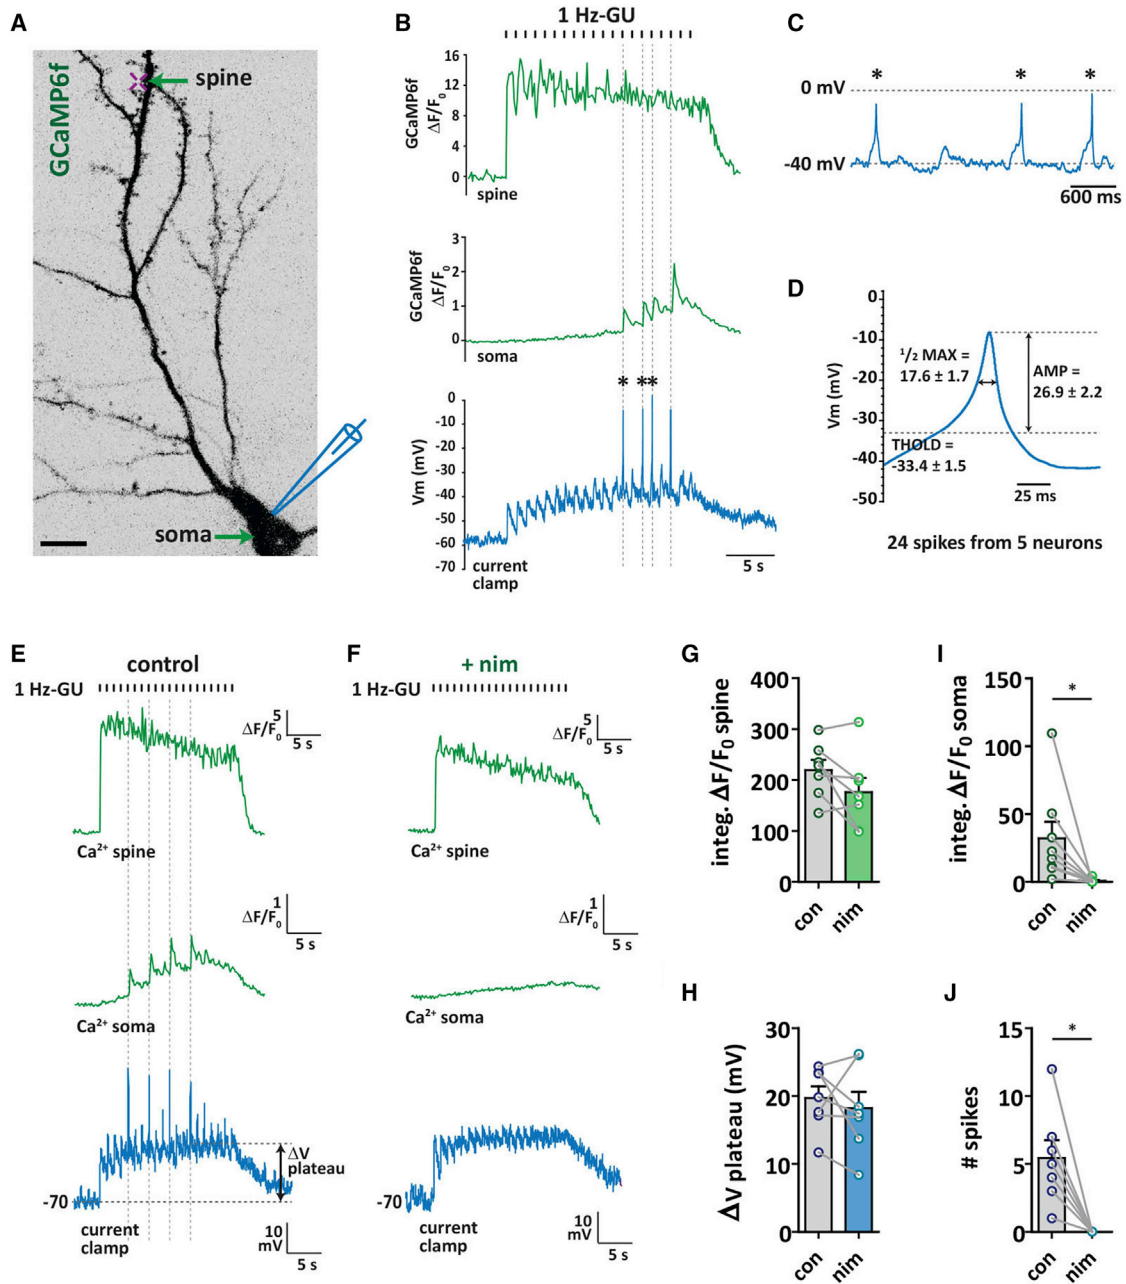 A
GCaMP6f
spine
soma
B
1 Hz-GU
GCaMP6f
ΔF/F₀
16
12
8
4
0
spine
GCaMP6f
ΔF/F₀
3
2
1
0
soma
* **
Vm (mV)
0
-10
-20
-30
-40
-50
-60
-70
current
clamp
5 s
C
* * *
0 mV
-40 mV
600 ms
D
Vm (mV)
0
-10
-20
-30
-40
-50
1/2 MAX =
17.6 ± 1.7
AMP =
26.9 ± 2.2
THOLD =
-33.4 ± 1.5
25 ms
24 spikes from 5 neurons
E
control
1 Hz-GU
5
ΔF/F₀
5 s
Ca²⁺ spine
1
ΔF/F₀
5 s
Ca²⁺ soma
ΔV
plateau
-70
current
clamp
10
mV
5 s
F
+ nim
1 Hz-GU
5
ΔF/F₀
5 s
Ca²⁺ spine
1
ΔF/F₀
5 s
Ca²⁺ soma
-70
current
clamp
10
mV
5 s
G
integ. ΔF/F₀ spine
400
300
200
100
0
con nim
I
integ. ΔF/F₀ soma
150
100
50
0
*
con nim
H
ΔV plateau (mV)
30
20
10
0
con nim
J
# spikes
15
10
5
0
*
con nim